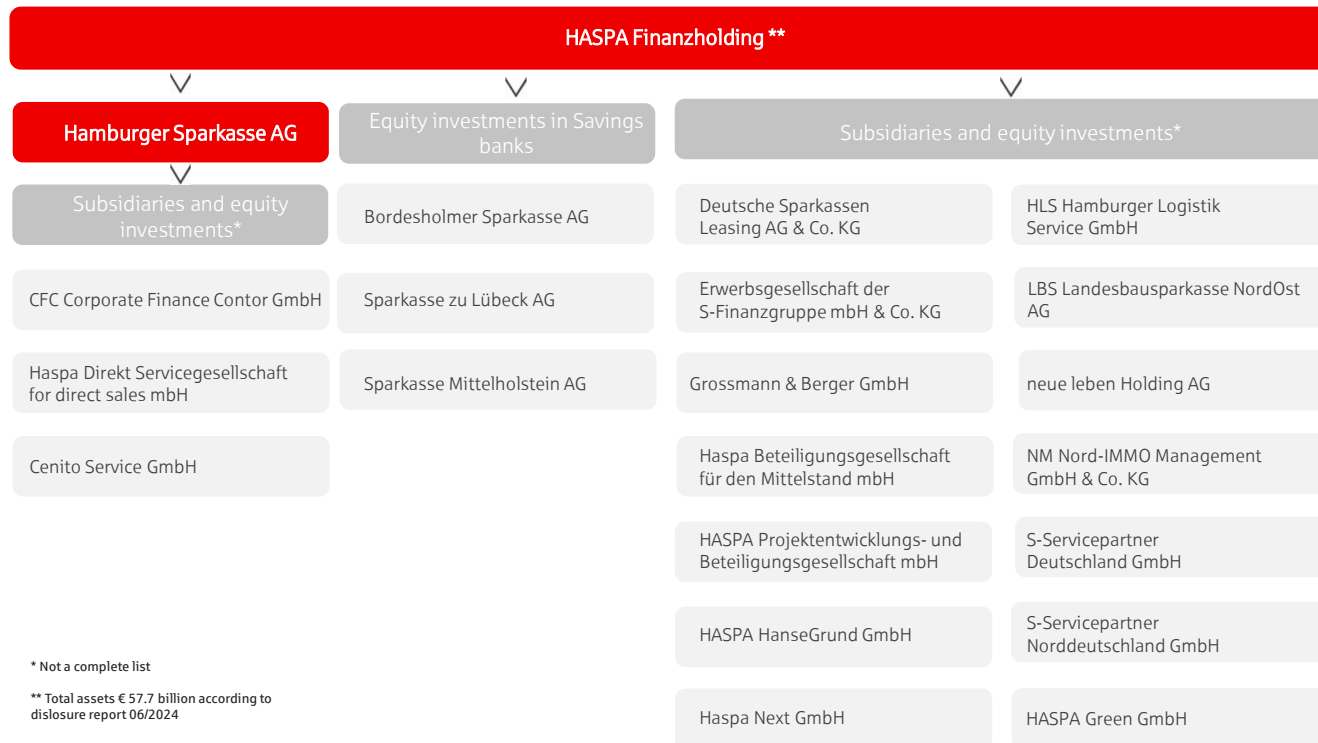 HASPA Finanzholding **
Hamburger Sparkasse AG
Subsidiaries and equity
investments*
CFC Corporate Finance Contor GmbH
Haspa Direkt Servicegesellschaft
for direct sales mbH
Cenito Service GmbH
Equity investments in Savings
banks
Bordesholmer Sparkasse AG
Sparkasse zu Lübeck AG
Sparkasse Mittelholstein AG
Subsidiaries and equity investments*
Deutsche Sparkassen
Leasing AG & Co. KG
Erwerbsgesellschaft der
S-Finanzgruppe mbH & Co. KG
Grossmann & Berger GmbH
Haspa Beteiligungsgesellschaft
für den Mittelstand mbH
HASPA Projektentwicklungs- und
Beteiligungsgesellschaft mbH
HASPA HanseGrund GmbH
Haspa Next GmbH
HLS Hamburger Logistik
Service GmbH
LBS Landesbausparkasse NordOst
AG
neue leben Holding AG
NM Nord-IMMO Management
GmbH & Co. KG
S-Servicepartner
Deutschland GmbH
S-Servicepartner
Norddeutschland GmbH
HASPA Green GmbH
* Not a complete list
** Total assets € 57.7 billion according to
dislosure report 06/2024